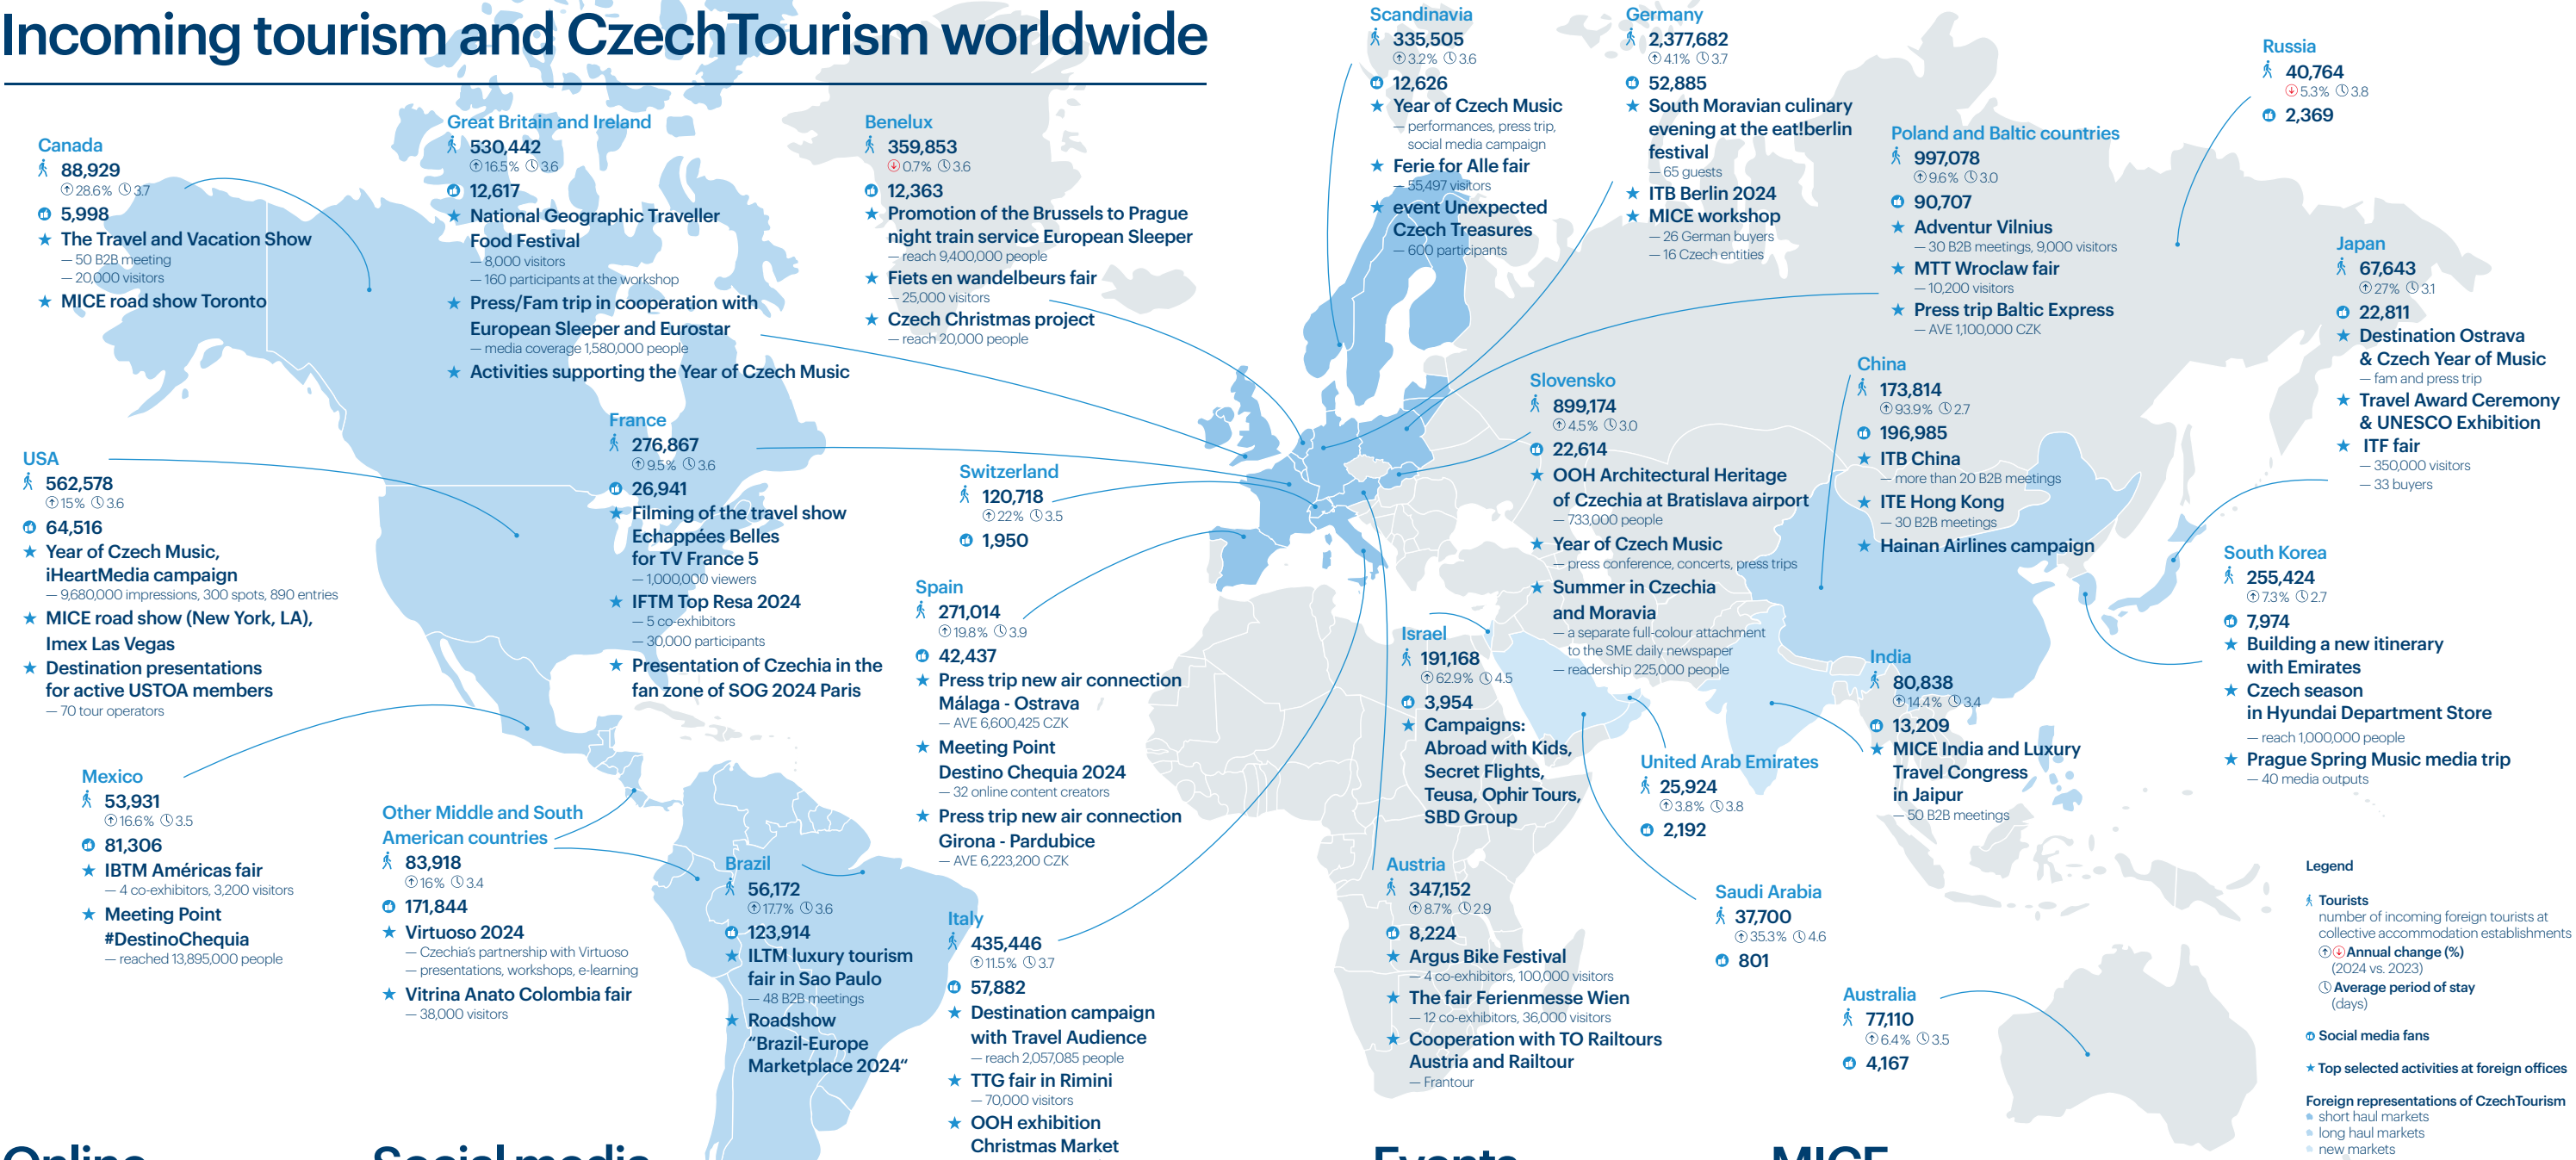 Incoming tourism and CzechTourism worldwide
Canada
88,929
28.6% 3.7
5,998
The Travel and Vacation Show
— 50 B2B meeting
— 20,000 visitors
MICE road show Toronto
Great Britain and Ireland
530,442
16.5% 3.6
12,617
National Geographic Traveller
Food Festival
— 8,000 visitors
— 160 participants at the workshop
Press/Fam trip in cooperation with
European Sleeper and Eurostar
— media coverage 1,580,000 people
Activities supporting the Year of Czech Music
Benelux
359,853
0.7% 3.6
12,363
Promotion of the Brussels to Prague
night train service European Sleeper
— reach 9,400,000 people
Fiets en wandelbeurs fair
— 25,000 visitors
Czech Christmas project
— reach 20,000 people
Scandinavia
335,505
3.2% 3.6
12,626
Year of Czech Music
— performances, press trip,
social media campaign
Ferie for Alle fair
— 55,497 visitors
event Unexpected
Czech Treasures
— 600 participants
Germany
2,377,682
4.1% 3.7
52,885
South Moravian culinary
evening at the eat!berlin
festival
— 65 guests
ITB Berlin 2024
MICE workshop
— 26 German buyers
— 16 Czech entities
Poland and Baltic countries
997,078
9.6% 3.0
90,707
Adventur Vilnius
— 30 B2B meetings, 9,000 visitors
MTT Wroclaw fair
— 10,200 visitors
Press trip Baltic Express
— AVE 1,100,000 CZK
Russia
40,764
5.3% 3.8
2,369
Japan
67,643
27% 3.1
22,811
Destination Ostrava
& Czech Year of Music
— fam and press trip
Travel Award Ceremony
& UNESCO Exhibition
ITF fair
— 350,000 visitors
— 33 buyers
USA
562,578
15% 3.6
64,516
Year of Czech Music,
iHeartMedia campaign
— 9,680,000 impressions, 300 spots, 890 entries
MICE road show (New York, LA),
Imex Las Vegas
Destination presentations
for active USTOA members
— 70 tour operators
France
276,867
9.5% 3.6
26,941
Filming of the travel show
Echappées Belles
for TV France 5
— 1,000,000 viewers
IFTM Top Resa 2024
— 5 co-exhibitors
— 30,000 participants
Presentation of Czechia in the
fan zone of SOG 2024 Paris
Switzerland
120,718
22% 3.5
1,950
Spain
271,014
19.8% 3.9
42,437
Press trip new air connection
Málaga - Ostrava
— AVE 6,600,425 CZK
Meeting Point
Destino Chequia 2024
— 32 online content creators
Press trip new air connection
Girona - Pardubice
— AVE 6,223,200 CZK
Slovensko
899,174
4.5% 3.0
22,614
OOH Architectural Heritage
of Czechia at Bratislava airport
— 733,000 people
Year of Czech Music
— press conference, concerts, press trips
Summer in Czechia
and Moravia
— a separate full-colour attachment
to the SME daily newspaper
— readership 225,000 people
China
173,814
93.9% 2.7
196,985
ITB China
— more than 20 B2B meetings
ITE Hong Kong
— 30 B2B meetings
Hainan Airlines campaign
South Korea
255,424
7.3% 2.7
7,974
Building a new itinerary
with Emirates
Czech season
in Hyundai Department Store
— reach 1,000,000 people
Prague Spring Music media trip
— 40 media outputs
Israel
191,168
62.9% 4.5
3,954
Campaigns:
Abroad with Kids,
Secret Flights,
Teusa, Ophir Tours,
SBD Group
India
80,838
14.4% 3.4
13,209
MICE India and Luxury
Travel Congress
in Jaipur
— 50 B2B meetings
United Arab Emirates
25,924
3.8% 3.8
2,192
Mexico
53,931
16.6% 3.5
81,306
IBTM Américas fair
— 4 co-exhibitors, 3,200 visitors
Meeting Point
#DestinoChequia
— reached 13,895,000 people
Other Middle and South
American countries
83,918
16% 3.4
171,844
Virtuoso 2024
— Czechia's partnership with Virtuoso
— presentations, workshops, e-learning
Vitrina Anato Colombia fair
— 38,000 visitors
Brazil
56,172
17.7% 3.6
123,914
ILTM luxury tourism
fair in Sao Paulo
— 48 B2B meetings
Roadshow
“Brazil-Europe
Marketplace 2024“
Italy
435,446
11.5% 3.7
57,882
Destination campaign
with Travel Audience
— reach 2,057,085 people
TTG fair in Rimini
— 70,000 visitors
OOH exhibition
Christmas Market
Austria
347,152
8.7% 2.9
8,224
Argus Bike Festival
— 4 co-exhibitors, 100,000 visitors
The fair Ferienmesse Wien
— 12 co-exhibitors, 36,000 visitors
Cooperation with TO Railtours
Austria and Railtour
— Frantour
Saudi Arabia
37,700
35.3% 4.6
801
Australia
77,110
6.4% 3.5
4,167
Legend
Tourists
number of incoming foreign tourists at
collective accommodation establishments
Annual change (%)
(2024 vs. 2023)
Average period of stay
(days)
Social media fans
Top selected activities at foreign offices
Foreign representations of CzechTourism
short haul markets
long haul markets
new markets
Online
Social media
Events
MICE